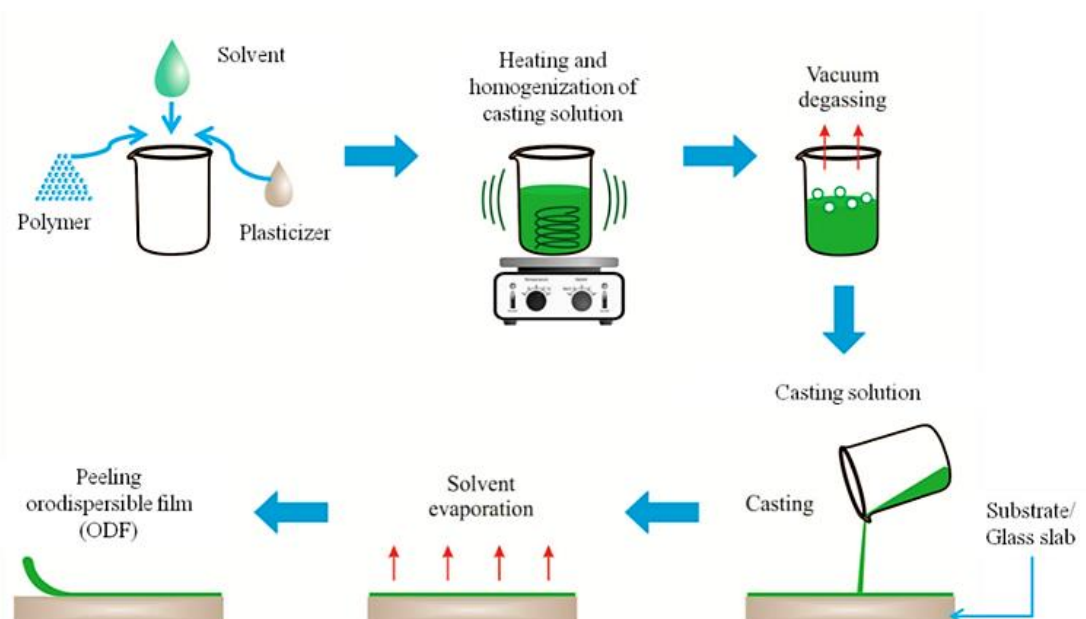 Solvent
Polymer
Plasticizer
Heating and
homogenization of
casting solution
Vacuum
degassing
Casting solution
Casting
Substrate/
Glass slab
Solvent
evaporation
Peeling
orodispersible film
(ODF)